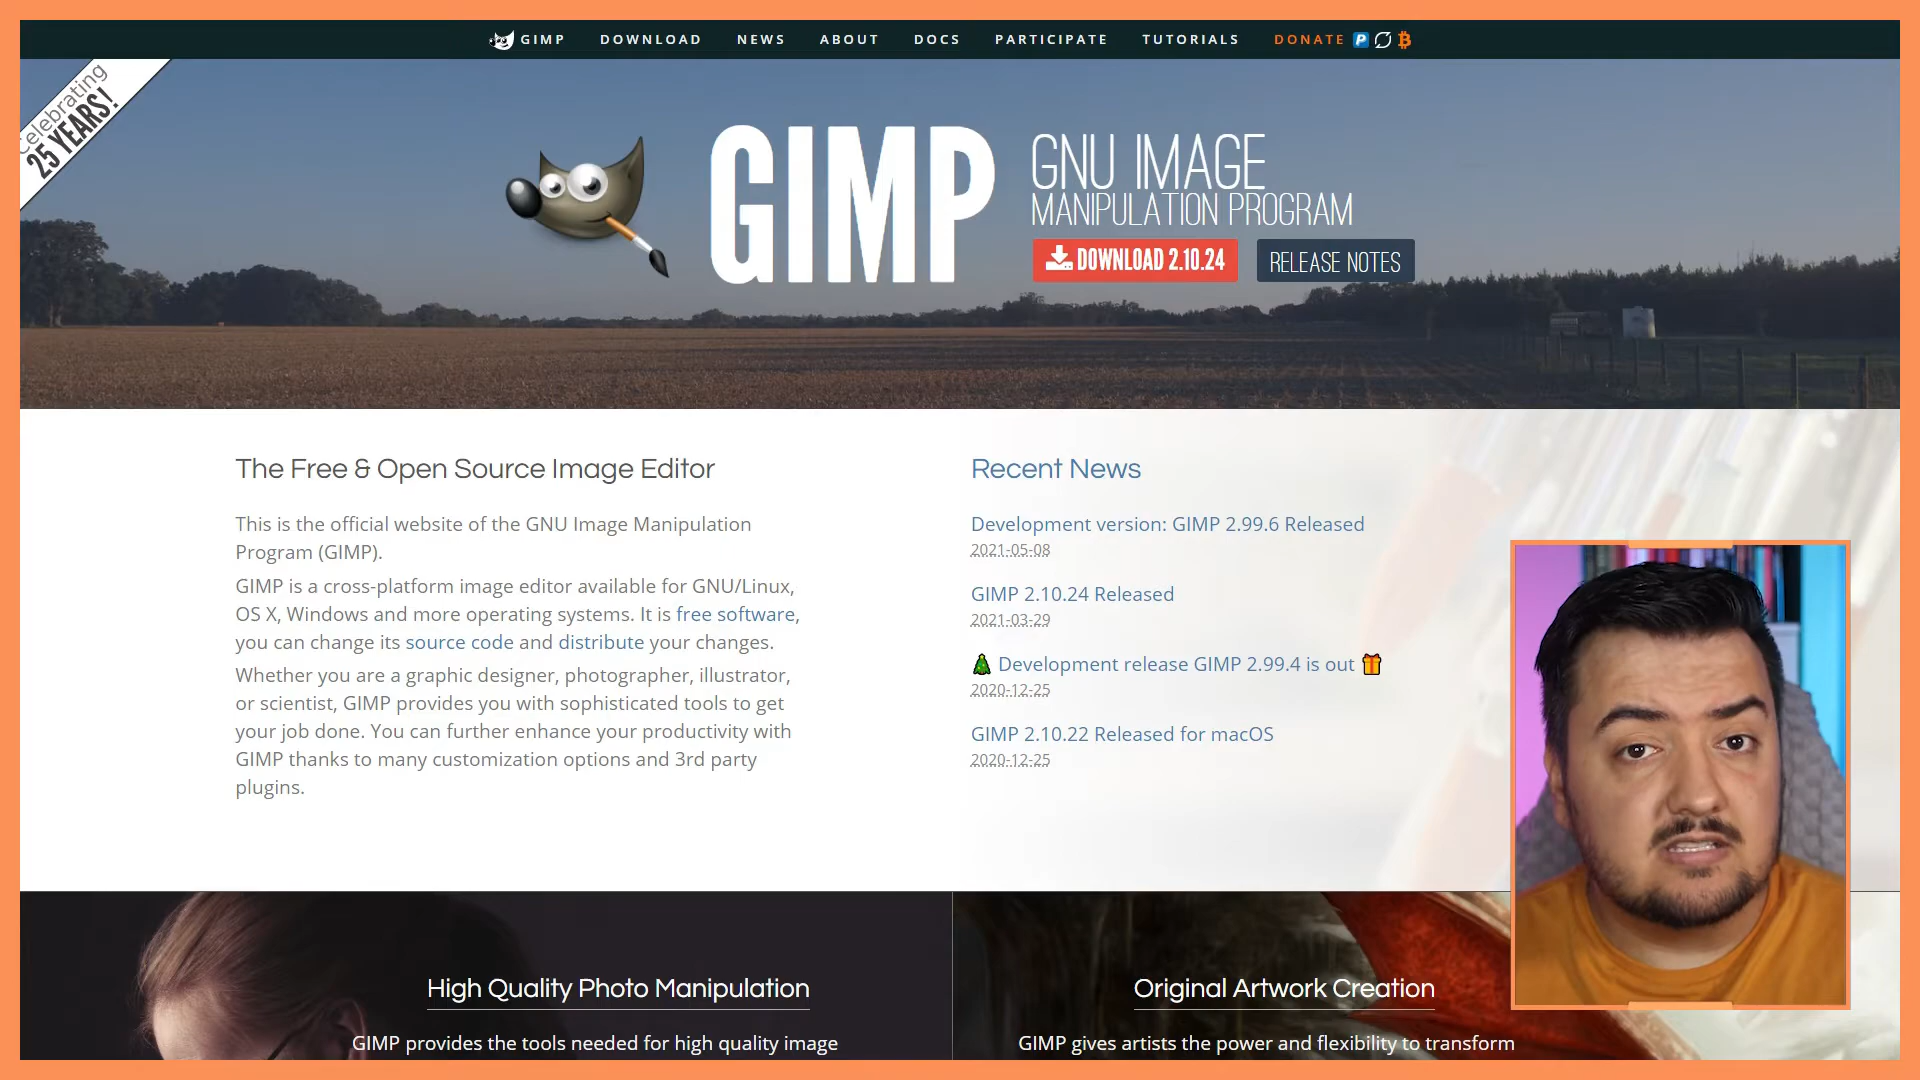 GIMP DOWNLOAD NEWS ABOUT DOCS PARTICIPATE TUTORIALS DONATE
Celebrating
25 YEARS!
GIMP
GNU IMAGE
MANIPULATION PROGRAM
DOWNLOAD 2.10.24
RELEASE NOTES
The Free & Open Source Image Editor
This is the official website of the GNU Image Manipulation
Program (GIMP).
GIMP is a cross-platform image editor available for GNU/Linux,
OS X, Windows and more operating systems. It is free software,
you can change its source code and distribute your changes.
Whether you are a graphic designer, photographer, illustrator,
or scientist, GIMP provides you with sophisticated tools to get
your job done. You can further enhance your productivity with
GIMP thanks to many customization options and 3rd party
plugins.
Recent News
Development version: GIMP 2.99.6 Released
2021-05-08
GIMP 2.10.24 Released
2021-03-29
🎄 Development release GIMP 2.99.4 is out 🎁
2020-12-25
GIMP 2.10.22 Released for macOS
2020-12-25
High Quality Photo Manipulation
GIMP provides the tools needed for high quality image
Original Artwork Creation
GIMP gives artists the power and flexibility to transform